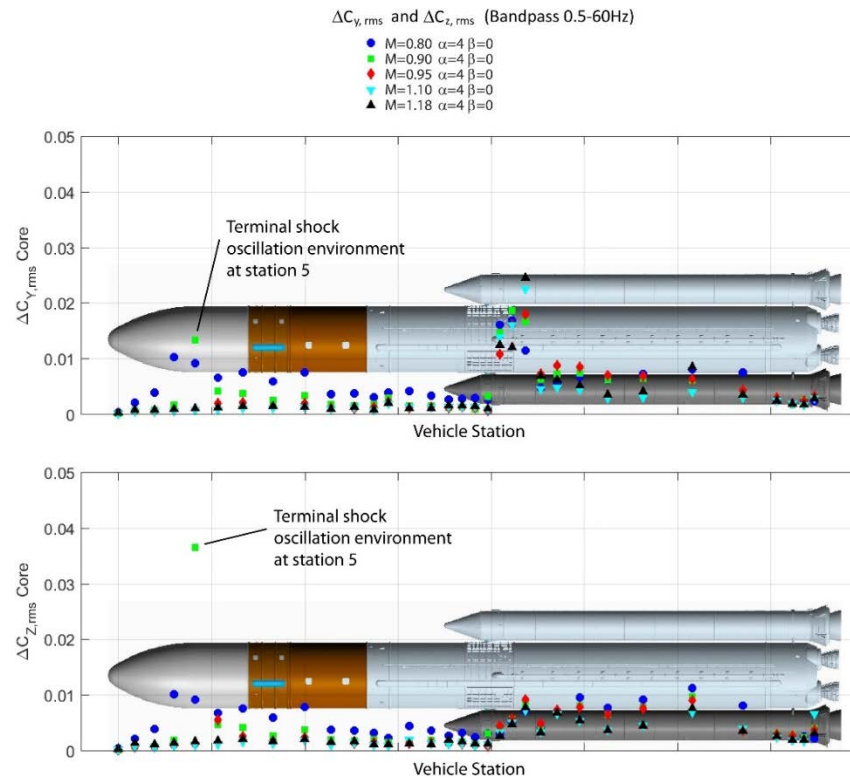 ΔCy, rms and ΔCz, rms (Bandpass 0.5-60Hz)
M=0.80 α=4 β=0
M=0.90 α=4 β=0
M=0.95 α=4 β=0
M=1.10 α=4 β=0
M=1.18 α=4 β=0
0.05
0.04
0.03
0.02
0.01
0
ΔCY,rms Core
Terminal shock
oscillation environment
at station 5
Vehicle Station
0.05
0.04
0.03
0.02
0.01
0
ΔCZ,rms Core
Terminal shock
oscillation environment
at station 5
Vehicle Station